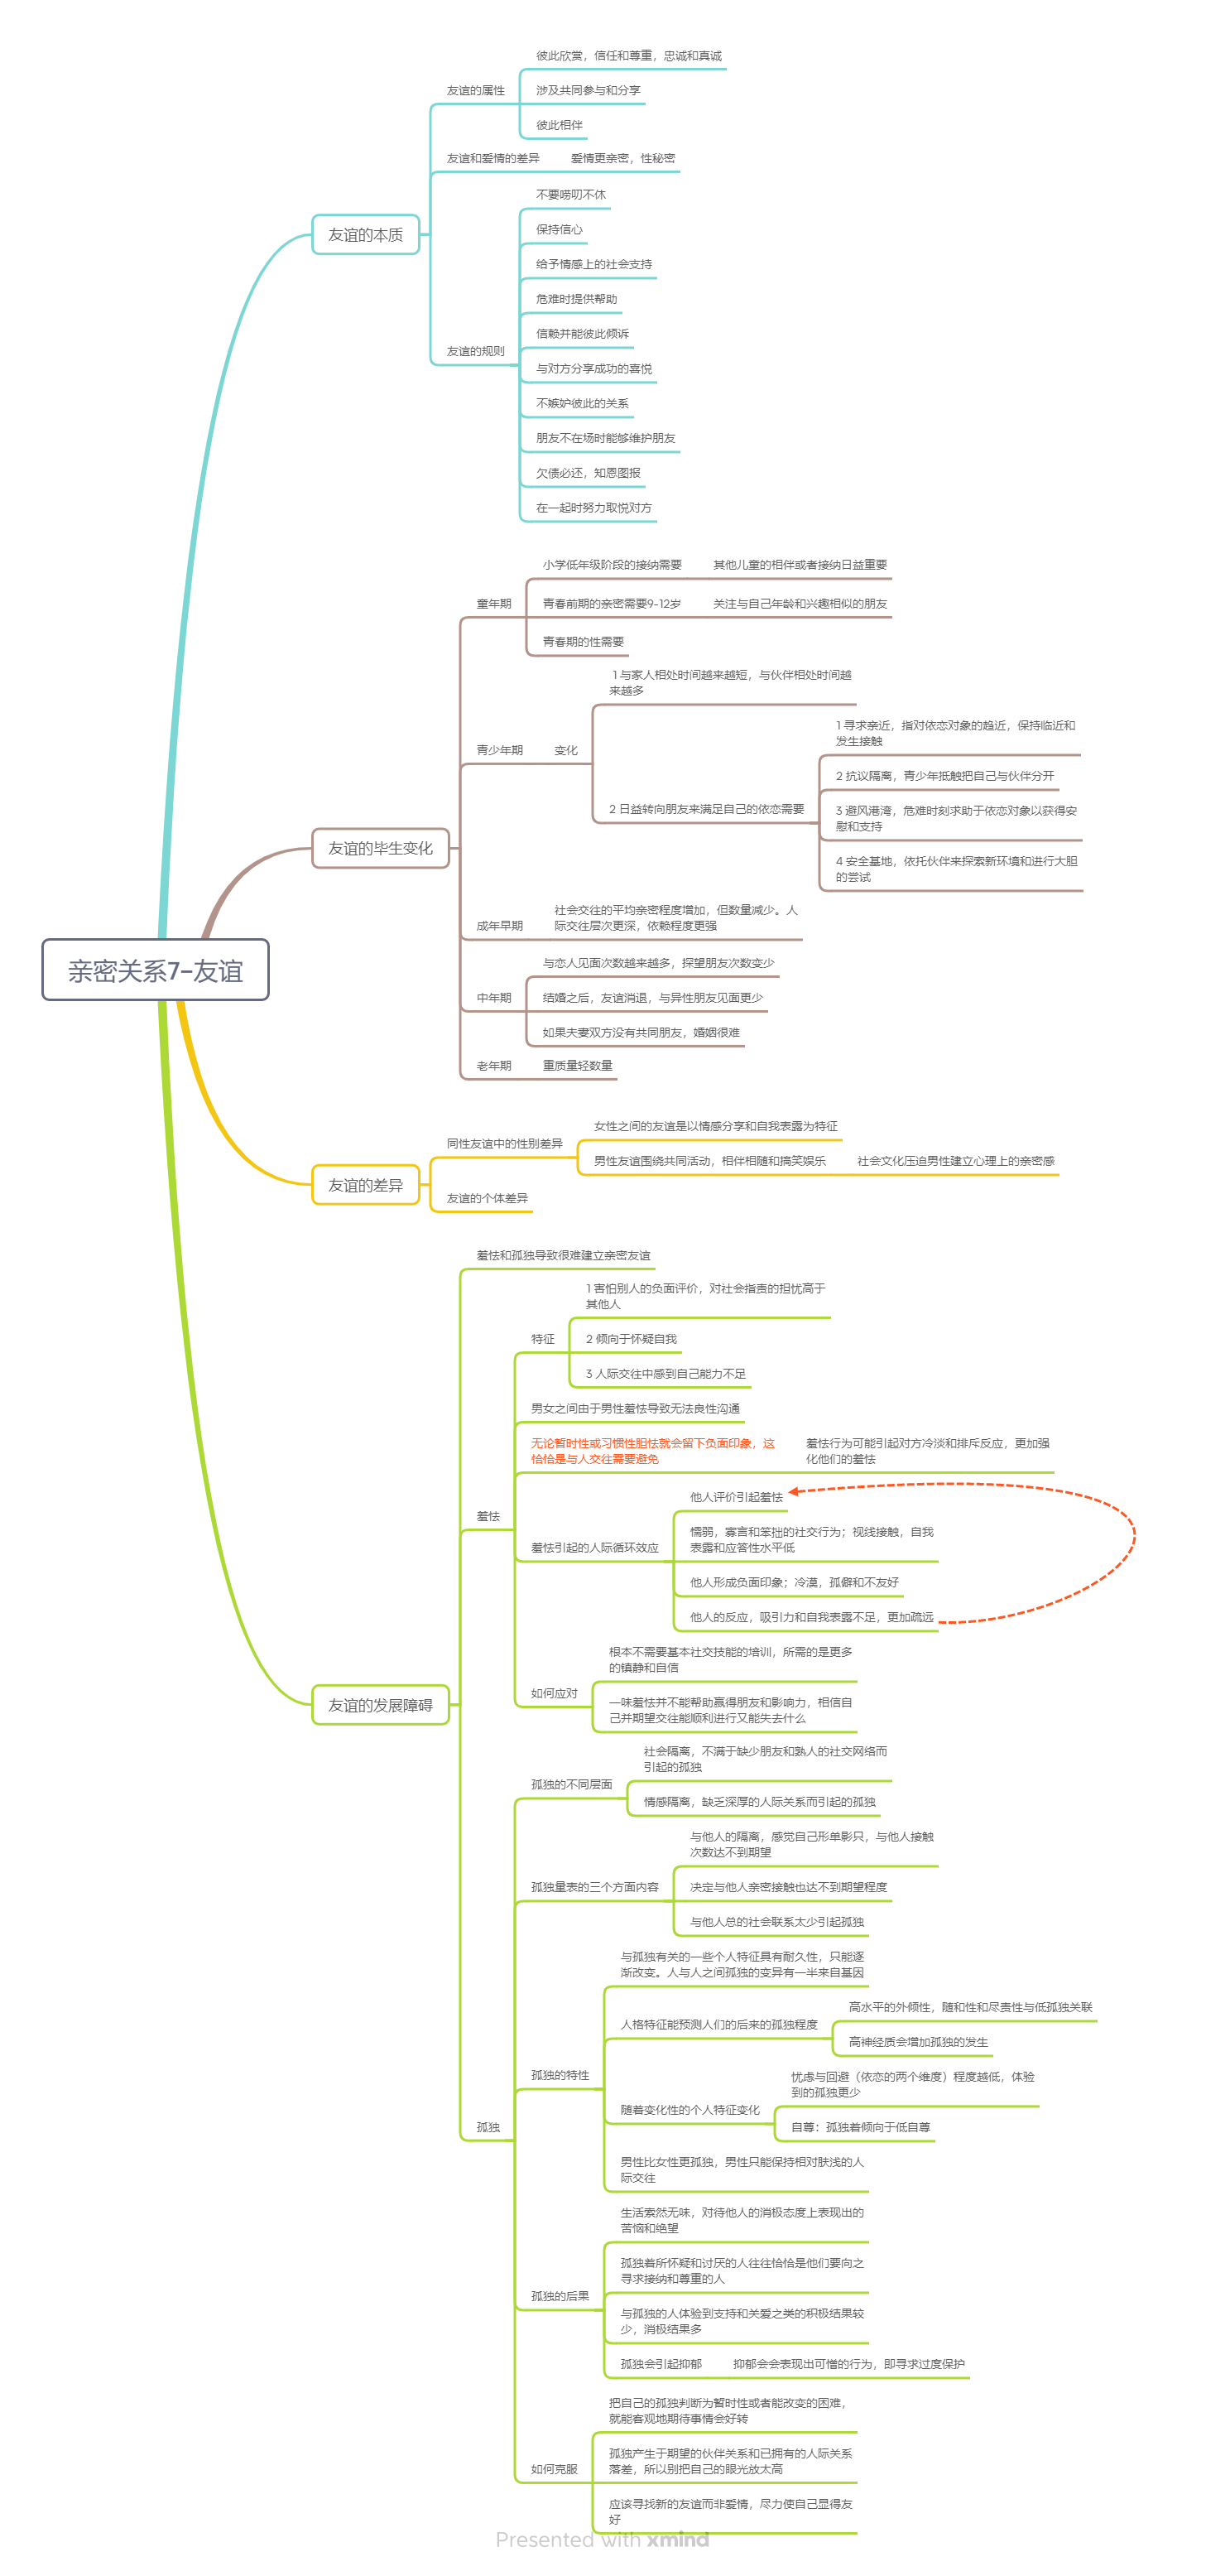 亲密关系7-友谊
友谊的本质
友谊的属性
彼此欣赏，信任和尊重，忠诚和真诚
涉及共同参与和分享
彼此相伴
友谊和爱情的差异
爱情更亲密，性秘密
友谊的规则
不要唠叨不休
保持信心
给予情感上的社会支持
危难时提供帮助
信赖并能彼此倾诉
与对方分享成功的喜悦
不嫉妒彼此的关系
朋友不在场时能够维护朋友
欠债必还，知恩图报
在一起时努力取悦对方
友谊的毕生变化
童年期
小学低年级阶段的接纳需要
其他儿童的相伴或者接纳日益重要
青春前期的亲密需要9-12岁
关注与自己年龄和兴趣相似的朋友
青春期的性需要
青少年期
变化
1 与家人相处时间越来越短，与伙伴相处时间越
来越多
2 日益转向朋友来满足自己的依恋需要
1 寻求亲近，指对依恋对象的趋近，保持临近和
发生接触
2 抗议隔离，青少年抵触把自己与伙伴分开
3 避风港湾，危难时刻求助于依恋对象以获得安
慰和支持
4 安全基地，依托伙伴来探索新环境和进行大胆
的尝试
成年早期
社会交往的平均亲密程度增加，但数量减少。人
际交往层次更深，依赖程度更强
中年期
与恋人见面次数越来越多，探望朋友次数变少
结婚之后，友谊消退，与异性朋友见面更少
如果夫妻双方没有共同朋友，婚姻很难
老年期
重质量轻数量
友谊的差异
同性友谊中的性别差异
女性之间的友谊是以情感分享和自我表露为特征
男性友谊围绕共同活动，相伴相随和搞笑娱乐
社会文化压迫男性建立心理上的亲密感
友谊的个体差异
友谊的发展障碍
羞怯和孤独导致很难建立亲密友谊
羞怯
特征
1 害怕别人的负面评价，对社会指责的担忧高于
其他人
2 倾向于怀疑自我
3 人际交往中感到自己能力不足
男女之间由于男性羞怯导致无法良性沟通
无论暂时性或习惯性胆怯就会留下负面印象，这
恰恰是与人交往需要避免
羞怯行为可能引起对方冷淡和排斥反应，更加强
化他们的羞怯
羞怯引起的人际循环效应
他人评价引起羞怯
懦弱，寡言和笨拙的社交行为；视线接触，自我
表露和应答性水平低
他人形成负面印象；冷漠，孤僻和不友好
他人的反应，吸引力和自我表露不足，更加疏远
如何应对
根本不需要基本社交技能的培训，所需的是更多
的镇静和自信
一味羞怯并不能帮助赢得朋友和影响力，相信自
己并期望交往能顺利进行又能失去什么
孤独
孤独的不同层面
社会隔离，不满于缺少朋友和熟人的社交网络而
引起的孤独
情感隔离，缺乏深厚的人际关系而引起的孤独
孤独量表的三个方面内容
与他人的隔离，感觉自己形单影只，与他人接触
次数达不到期望
决定与他人亲密接触也达不到期望程度
与他人总的社会联系太少引起孤独
孤独的特性
与孤独有关的一些个人特征具有耐久性，只能逐
渐改变。人与人之间孤独的变异有一半来自基因
人格特征能预测人们的后来的孤独程度
高水平的外倾性，随和性和尽责性与低孤独关联
高神经质会增加孤独的发生
随着变化性的个人特征变化
忧虑与回避（依恋的两个维度）程度越低，体验
到的孤独更少
自尊：孤独着倾向于低自尊
男性比女性更孤独，男性只能保持相对肤浅的人
际交往
孤独的后果
生活索然无味，对待他人的消极态度上表现出的
苦恼和绝望
孤独着所怀疑和讨厌的人往往恰恰是他们要向之
寻求接纳和尊重的人
与孤独的人体验到支持和关爱之类的积极结果较
少，消极结果多
孤独会引起抑郁
抑郁会会表现出可憎的行为，即寻求过度保护
如何克服
把自己的孤独判断为暂时性或者能改变的困难，
就能客观地期待事情会好转
孤独产生于期望的伙伴关系和已拥有的人际关系
落差，所以别把自己的眼光放太高
应该寻找新的友谊而非爱情，尽力使自己显得友
好
Presented with xmind